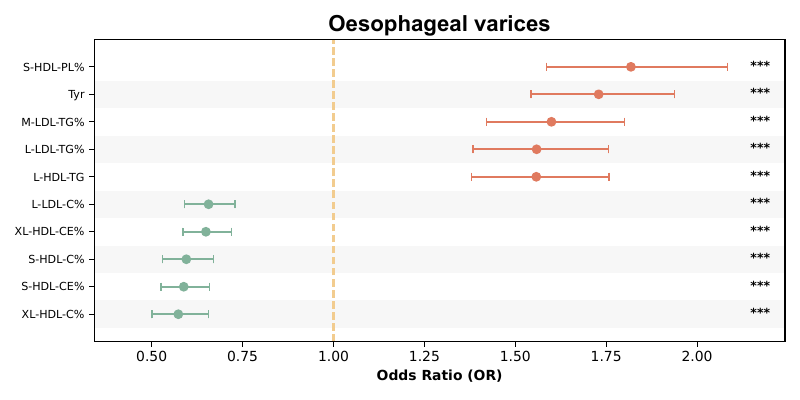 Oesophageal varices
S-HDL-PL% ***
Tyr ***
M-LDL-TG% ***
L-LDL-TG% ***
L-HDL-TG ***
L-LDL-C% ***
XL-HDL-CE% ***
S-HDL-C% ***
S-HDL-CE% ***
XL-HDL-C% ***
0.50 0.75 1.00 1.25 1.50 1.75 2.00
Odds Ratio (OR)